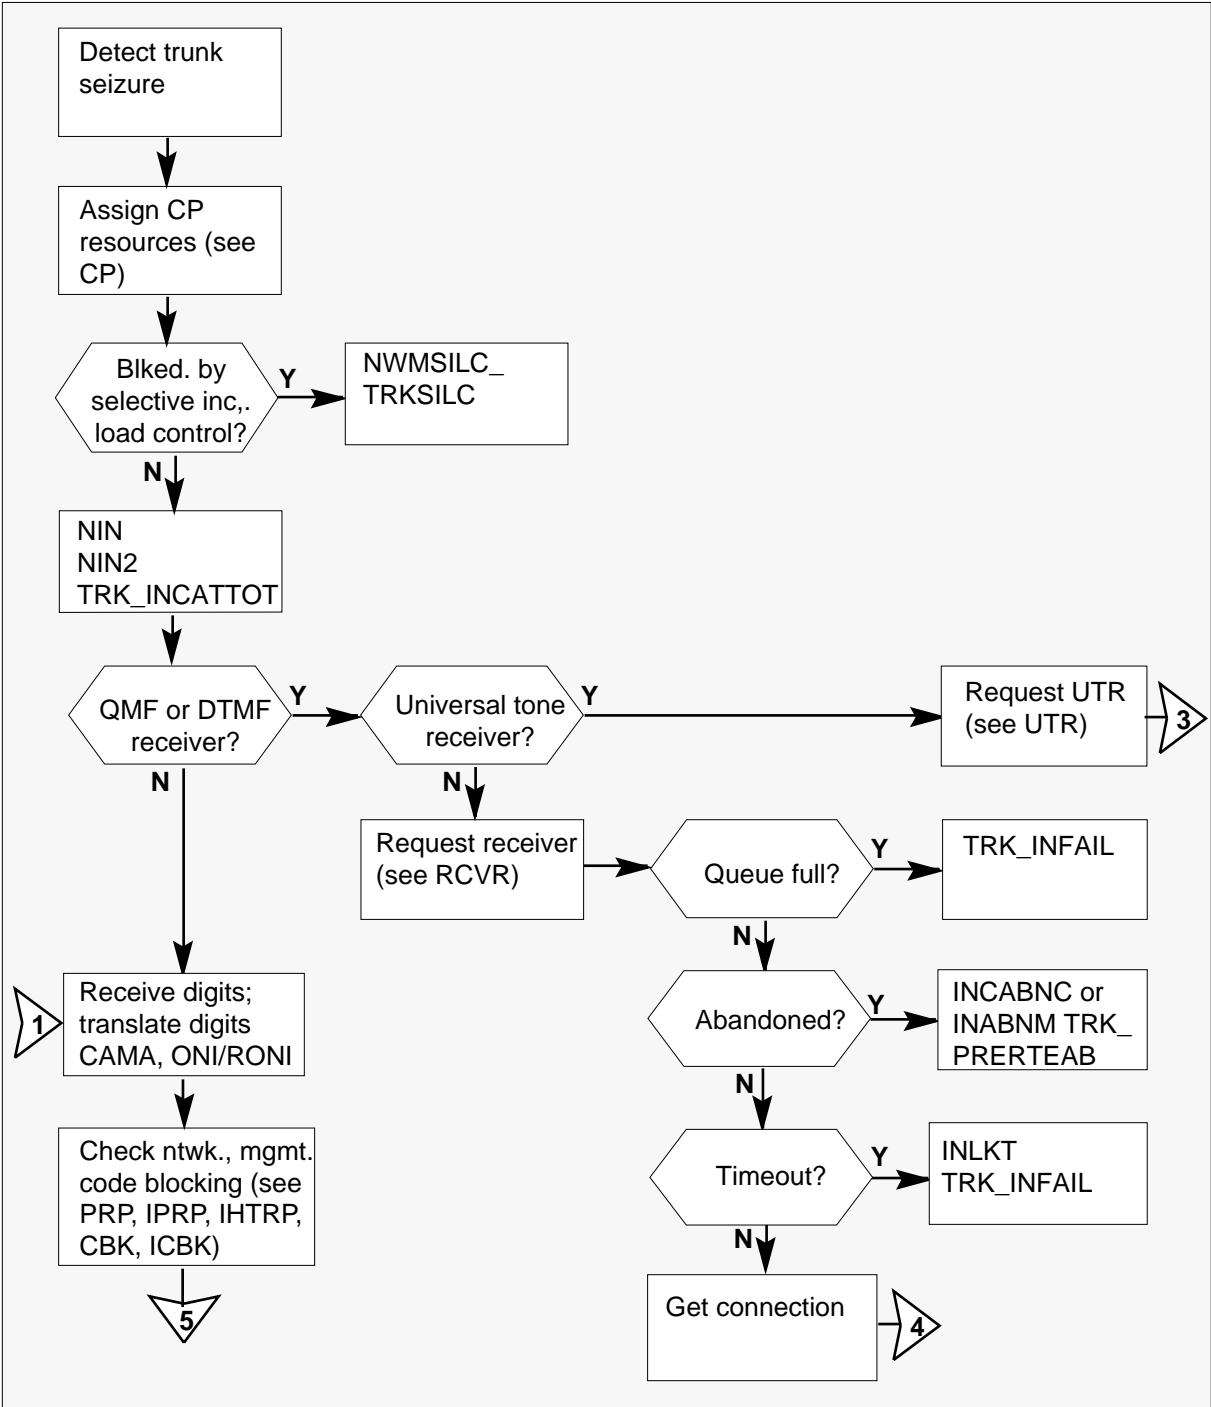 Detect trunk
seizure
Assign CP
resources (see
CP)
Blked. by
selective inc,.
load control?
Y
NWMSILC_
TRKSILC
N
NIN
NIN2
TRK_INCATTOT
QMF or DTMF
receiver?
Y
Universal tone
receiver?
Y
Request UTR
(see UTR)
3
N
N
Request receiver
(see RCVR)
Queue full?
Y
TRK_INFAIL
N
1
Receive digits;
translate digits
CAMA, ONI/RONI
Abandoned?
Y
INCABNC or
INABNM TRK_
PRERTEAB
N
Check ntwk., mgmt.
code blocking (see
PRP, IPRP, IHTRP,
CBK, ICBK)
Timeout?
Y
INLKT
TRK_INFAIL
N
5
Get connection
4